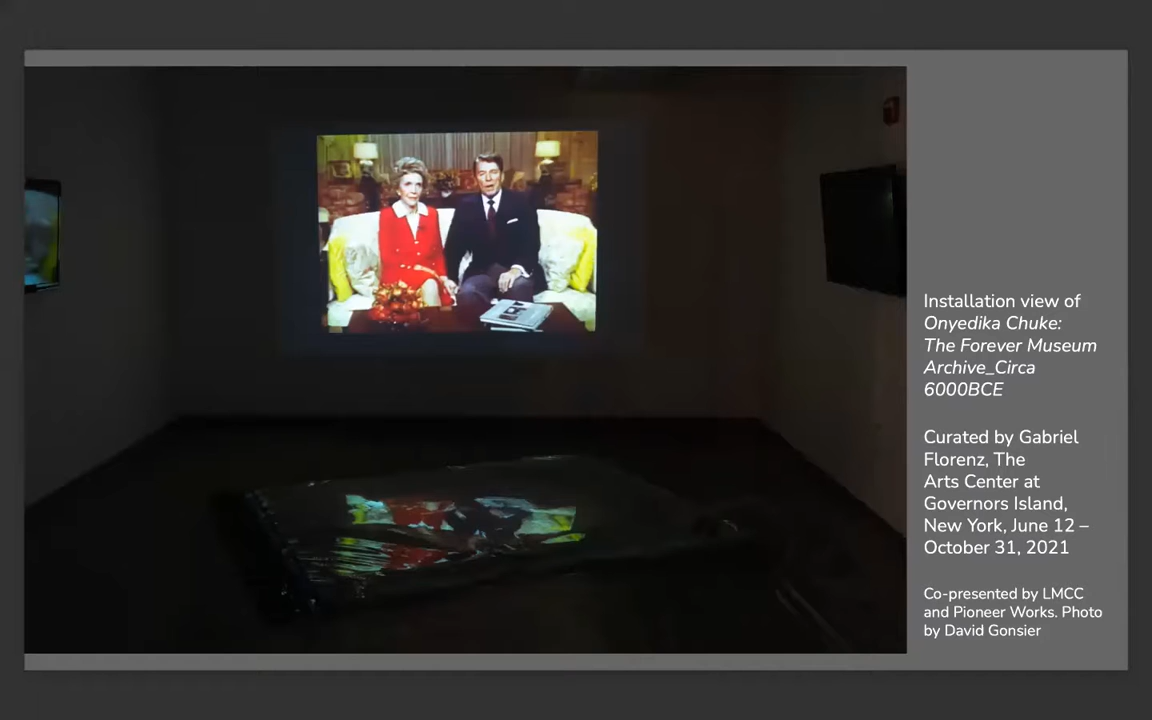 Installation view of
Onyedika Chuke:
The Forever Museum
Archive_Circa
6000BCE
Curated by Gabriel
Florenz, The
Arts Center at
Governors Island,
New York, June 12 –
October 31, 2021
Co-presented by LMCC
and Pioneer Works. Photo
by David Gonsier